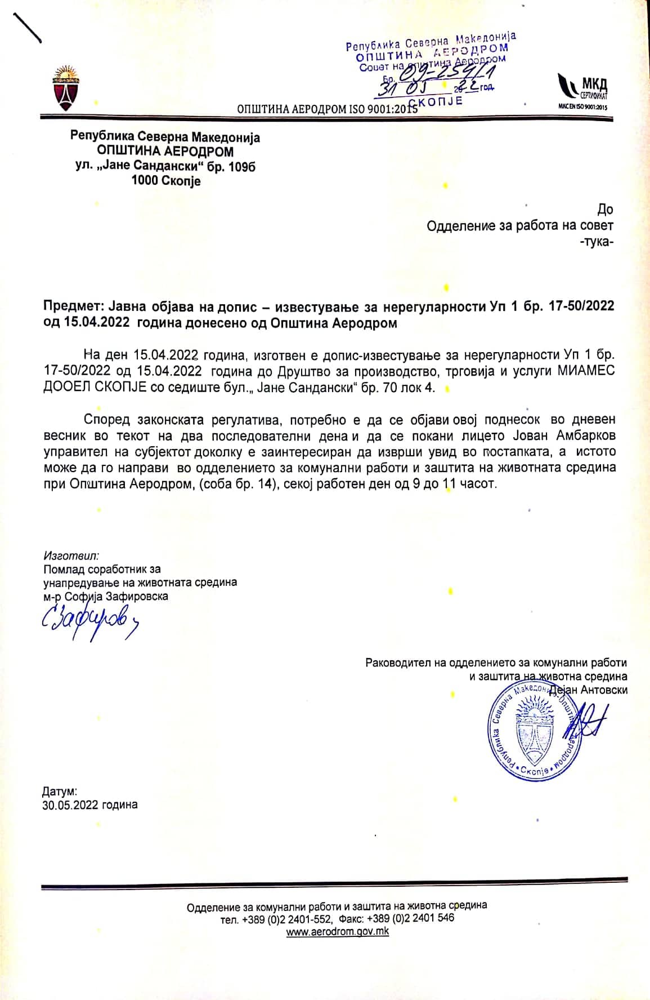 Република Северна Македонија
ОПШТИНА АЕРОДРОМ
Совет на општина Аеродром
Бр. 09-259/1
31 05 2022 год.
СКОПЈЕ
МКД
СЕРТИФИКАТ
МКС EN ISO 9001:2015
ОПШТИНА АЕРОДРОМ ISO 9001:2015
Република Северна Македонија
ОПШТИНА АЕРОДРОМ
ул. „Јане Сандански“ бр. 109б
1000 Скопје
До
Одделение за работа на совет
-тука-
Предмет: Јавна објава на допис – известување за нерегуларности Уп 1 бр. 17-50/2022
од 15.04.2022 година донесено од Општина Аеродром
На ден 15.04.2022 година, изготвен е допис-известување за нерегуларности Уп 1 бр.
17-50/2022 од 15.04.2022 година до Друштво за производство, трговија и услуги МИАМЕС
ДООЕЛ СКОПЈЕ со седиште бул.„ Јане Сандански“ бр. 70 лок 4.
Според законската регулатива, потребно е да се објави овој поднесок во дневен
весник во текот на два последователни дена и да се покани лицето Јован Амбарков
управител на субјектот доколку е заинтересиран да изврши увид во постапката, а истото
може да го направи во одделението за комунални работи и заштита на животната средина
при Општина Аеродром, (соба бр. 14), секој работен ден од 9 до 11 часот.
Изготвил:
Помлад соработник за
унапредување на животната средина
м-р Софија Зафировска
Раководител на одделението за комунални работи
и заштита на животна средина
Дејан Антовски
Република Северна Македонија-Општина Аеродром • Скопје •
Датум:
30.05.2022 година
Одделение за комунални работи и заштита на животна средина
тел. +389 (0)2 2401-552, Факс: +389 (0)2 2401 546
www.aerodrom.gov.mk